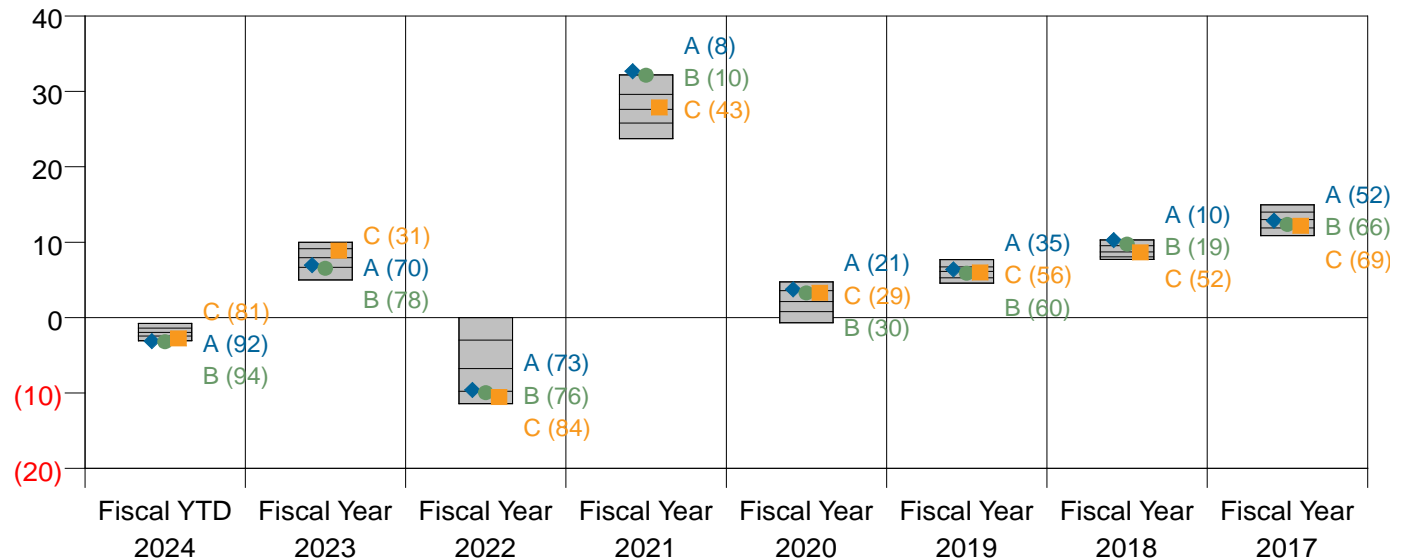 40
30
20
10
0
(10)
(20)
C (81)
A (92)
B (94)
C (31)
A (70)
B (78)
A (73)
B (76)
C (84)
A (8)
B (10)
C (43)
A (21)
C (29)
B (30)
A (35)
C (56)
B (60)
A (10)
B (19)
C (52)
A (52)
B (66)
C (69)
Fiscal YTD
2024
Fiscal Year
2023
Fiscal Year
2022
Fiscal Year
2021
Fiscal Year
2020
Fiscal Year
2019
Fiscal Year
2018
Fiscal Year
2017